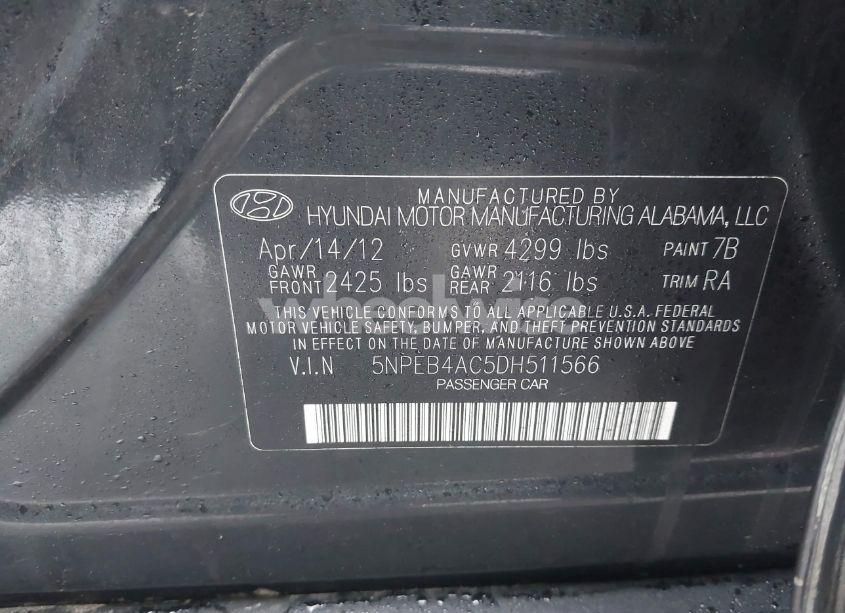 MANUFACTURED BY
HYUNDAI MOTOR MANUFACTURING ALABAMA, LLC
Apr/14/12 GVWR 4299 lbs PAINT 7B
GAWR FRONT 2425 lbs GAWR REAR 2116 lbs TRIM RA
THIS VEHICLE CONFORMS TO ALL APPLICABLE U.S.A. FEDERAL
MOTOR VEHICLE SAFETY, BUMPER, AND THEFT PREVENTION STANDARDS
IN EFFECT ON THE DATE OF MANUFACTURE SHOWN ABOVE
V.I.N 5NPEB4AC5DH511566
PASSENGER CAR
wheelwise